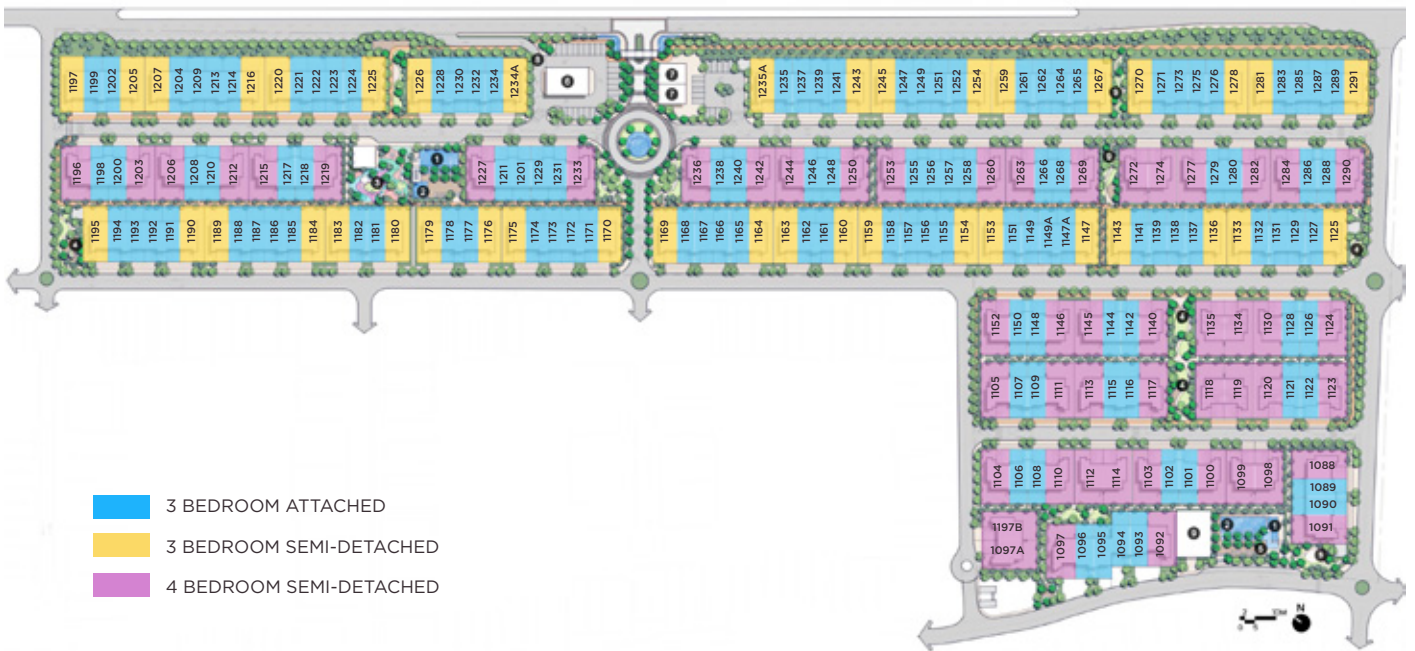 1197 1199 1202 1205 1207 1204 1209 1213 1214 1216 1220 1221 1222 1223 1224 1225 1226 1228 1230 1232 1234 1234A 1235A 1235 1237 1239 1241 1243 1245 1247 1249 1251 1252 1254 1259 1261 1262 1264 1265 1267 1270 1271 1273 1275 1276 1278 1281 1283 1285 1287 1289 1291
1196 1198 1200 1203 1206 1208 1210 1212 1215 1217 1218 1219 1227 1211 1201 1229 1231 1233 1236 1238 1240 1242 1244 1246 1248 1250 1253 1255 1256 1257 1258 1260 1263 1266 1268 1269 1272 1274 1277 1279 1280 1282 1284 1286 1288 1290
1195 1194 1193 1192 1191 1190 1189 1188 1187 1186 1185 1184 1183 1182 1181 1180 1179 1178 1177 1176 1175 1174 1173 1172 1171 1170 1169 1168 1167 1166 1165 1164 1163 1162 1161 1160 1159 1158 1157 1156 1155 1154 1153 1151 1149 1149A 1147A 1147 1143 1141 1139 1138 1137 1136 1133 1132 1131 1129 1127 1125
1152 1150 1148 1146 1145 1144 1142 1140 1135 1134 1130 1128 1126 1124
1105 1107 1109 1111 1113 1115 1116 1117 1118 1119 1120 1121 1122 1123
1104 1106 1108 1110 1112 1114 1103 1102 1101 1100 1099 1098
1088
1089
1090
1091
1197B
1097A
1097 1096 1095 1094 1093 1092
3 BEDROOM ATTACHED
3 BEDROOM SEMI-DETACHED
4 BEDROOM SEMI-DETACHED
N